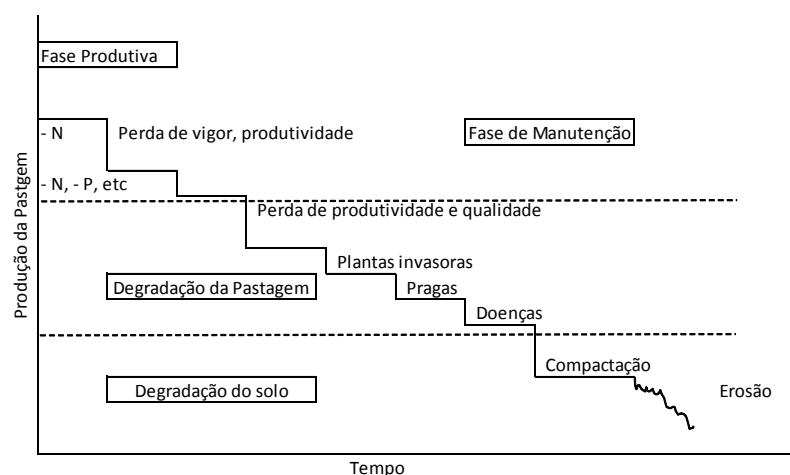 Fase Produtiva
- N
Perda de vigor, produtividade
Fase de Manutenção
- N, - P, etc
Perda de produtividade e qualidade
Plantas invasoras
Degradação da Pastagem
Pragas
Doenças
Compactação
Degradação do solo
Erosão
Produção da Pastgem
Tempo